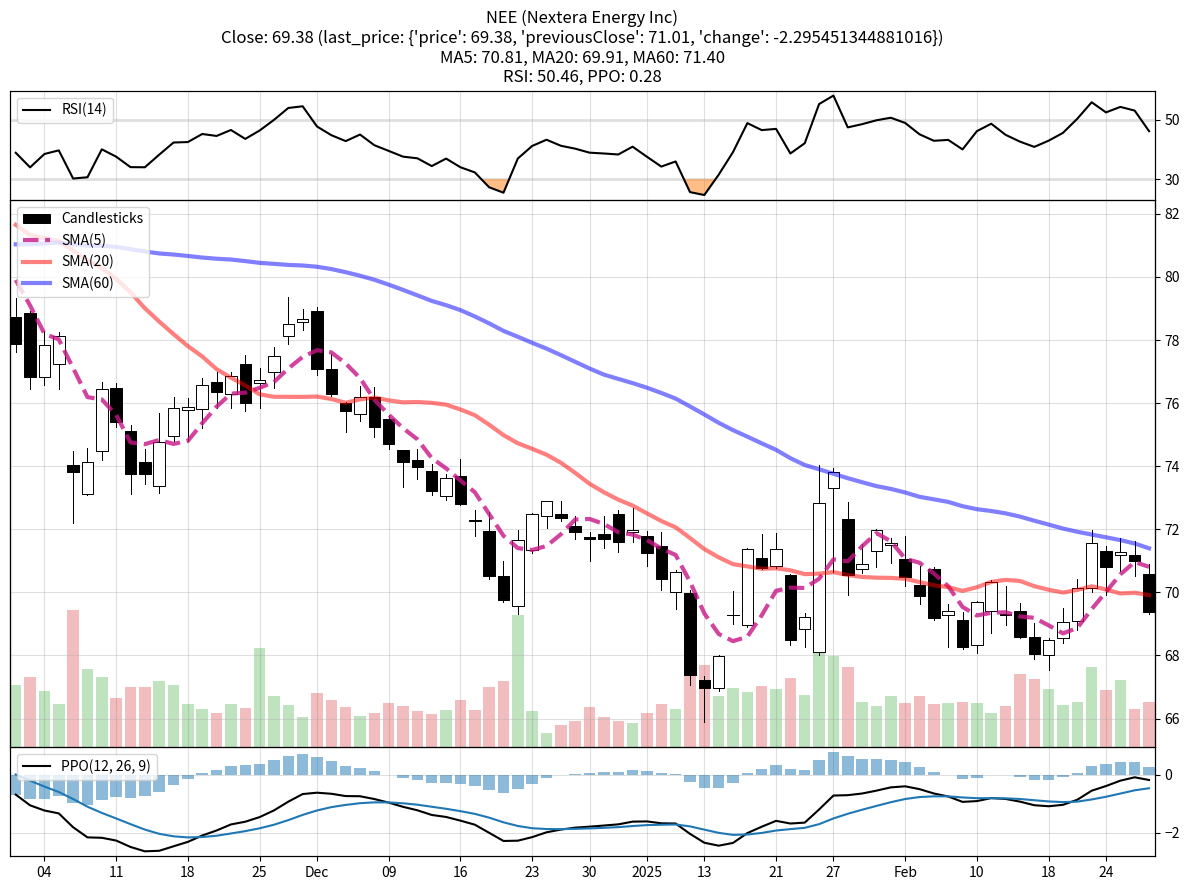 NEE (Nextera Energy Inc)
Close: 69.38 (last_price: {'price': 69.38, 'previousClose': 71.01, 'change': -2.295451344881016})
MA5: 70.81, MA20: 69.91, MA60: 71.40
RSI: 50.46, PPO: 0.28
RSI(14)
50
30
Candlesticks
SMA(5)
SMA(20)
SMA(60)
82
80
78
76
74
72
70
68
66
PPO(12, 26, 9)
0
−2
04 11 18 25 Dec 09 16 23 30 2025 13 21 27 Feb 10 18 24